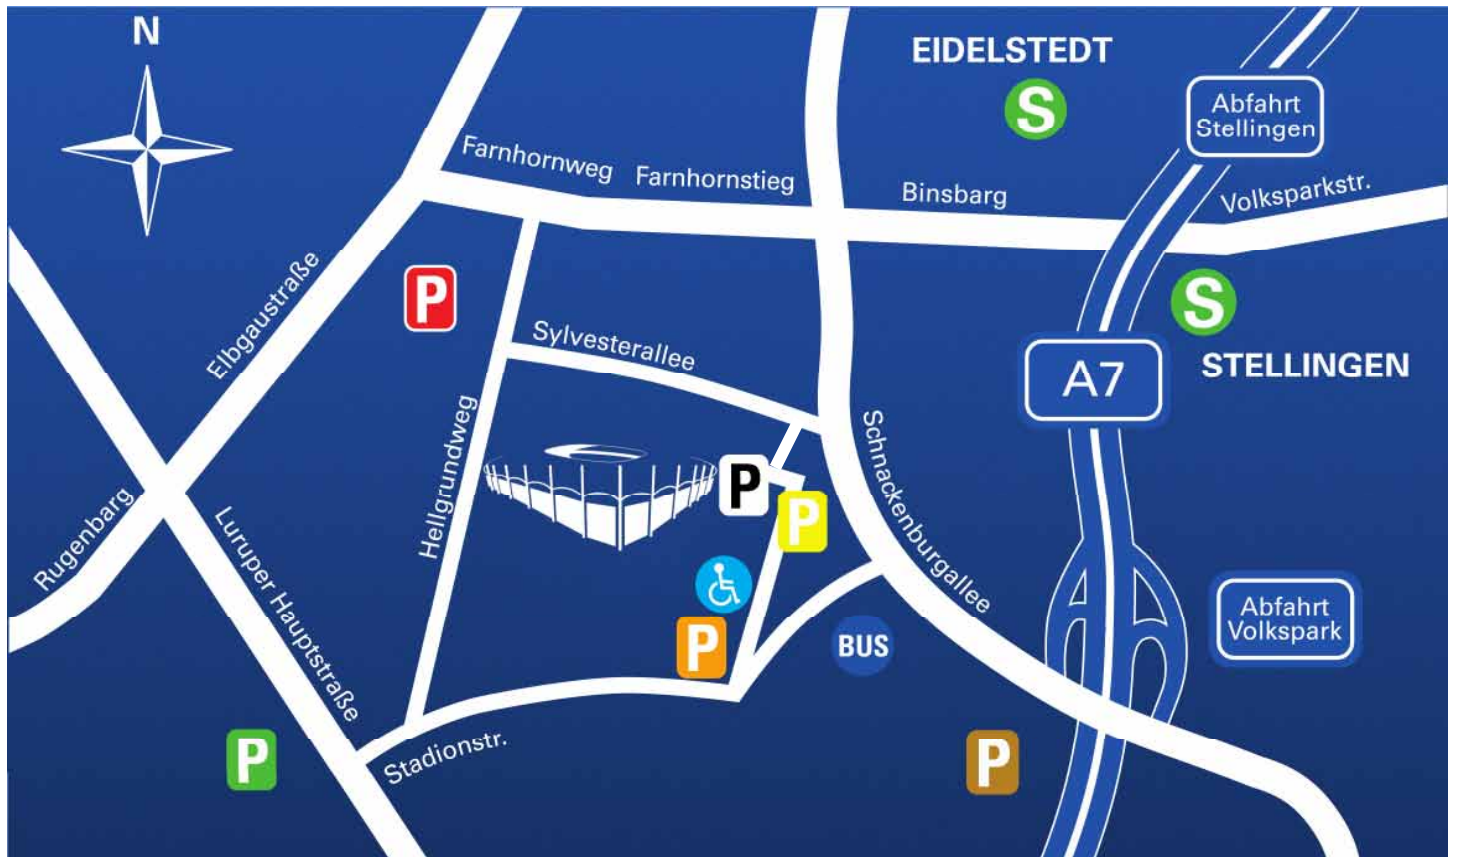 N
EIDELSTEDT
S
Abfahrt
Stellingen
Farnhornweg
Farnhornstieg
Binsbarg
Volksparkstr.
Elbgaustraße
P
S
STELLINGEN
Sylvesterallee
A7
Hellgrundweg
Schnackenburgallee
P
P
Rugenbarg
Luruper Hauptstraße
P
BUS
Abfahrt
Volkspark
Stadionstr.
P
P